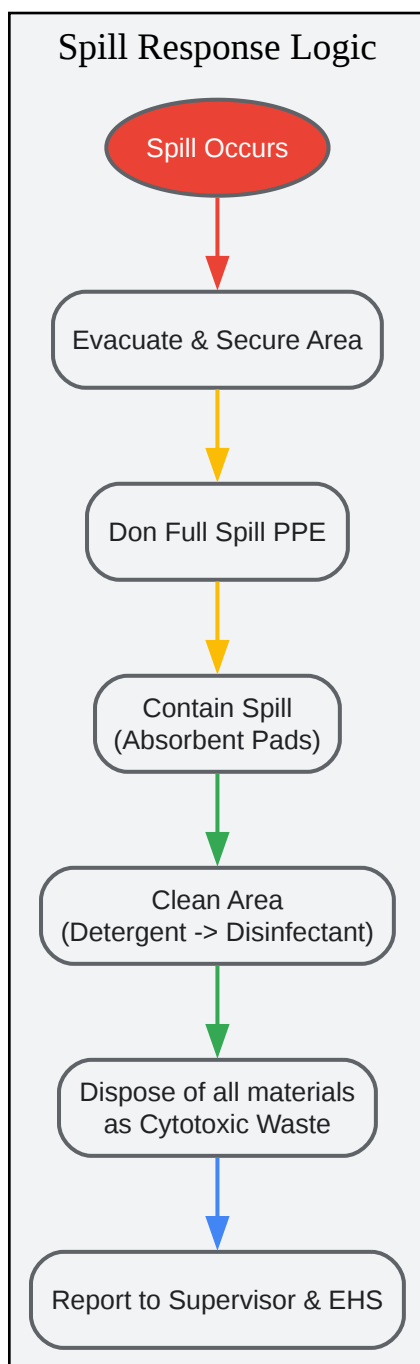 Spill Response Logic
Spill Occurs
Evacuate & Secure Area
Don Full Spill PPE
Contain Spill
(Absorbent Pads)
Clean Area
(Detergent -> Disinfectant)
Dispose of all materials
as Cytotoxic Waste
Report to Supervisor & EHS